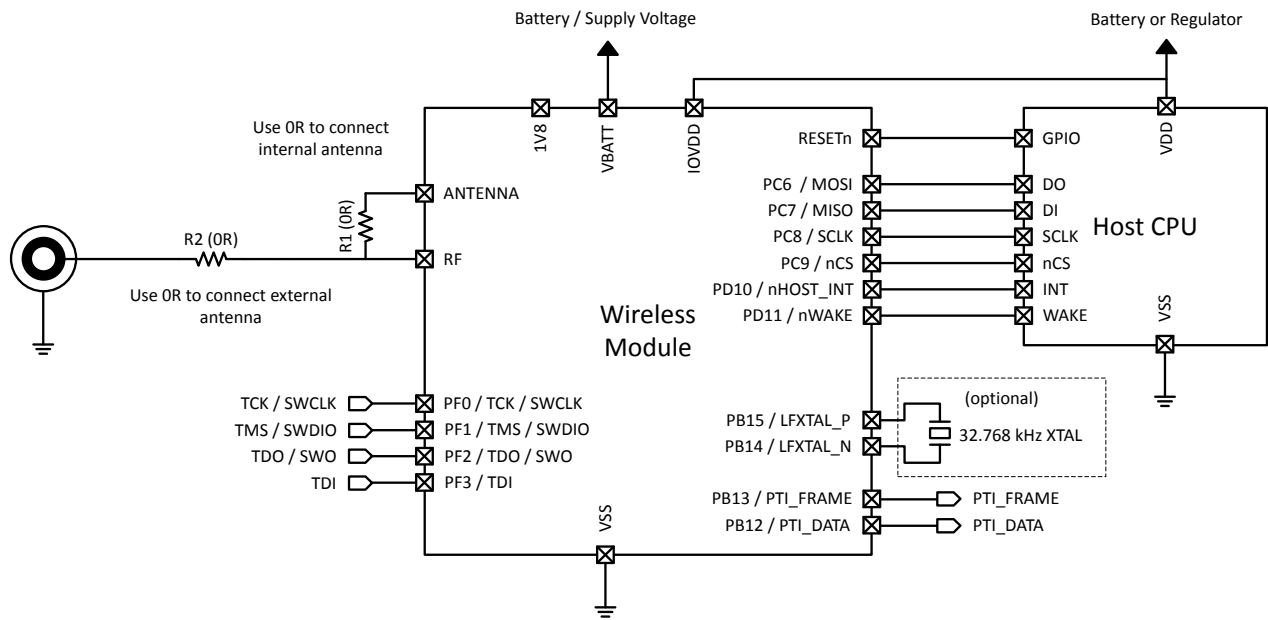 Battery / Supply Voltage
Battery or Regulator
Use 0R to connect
internal antenna
1V8
VBATT
IOVDD
VDD
RESETn
GPIO
ANTENNA
R1 (0R)
R2 (0R)
RF
Use 0R to connect external
antenna
PC6 / MOSI
DO
PC7 / MISO
DI
PC8 / SCLK
SCLK
PC9 / nCS
nCS
PD10 / nHOST_INT
INT
PD11 / nWAKE
WAKE
Host CPU
VSS
Wireless
Module
TCK / SWCLK
PF0 / TCK / SWCLK
TMS / SWDIO
PF1 / TMS / SWDIO
TDO / SWO
PF2 / TDO / SWO
TDI
PF3 / TDI
PB15 / LFXTAL_P
PB14 / LFXTAL_N
(optional)
32.768 kHz XTAL
PB13 / PTI_FRAME
PTI_FRAME
PB12 / PTI_DATA
PTI_DATA
VSS